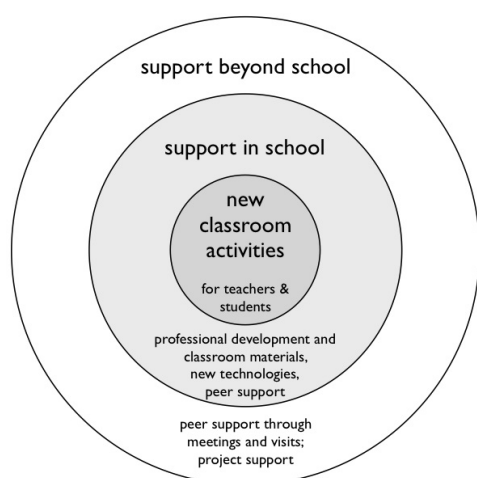 support beyond school
support in school
new
classroom
activities
for teachers &
students
professional development and
classroom materials,
new technologies,
peer support
peer support through
meetings and visits;
project support